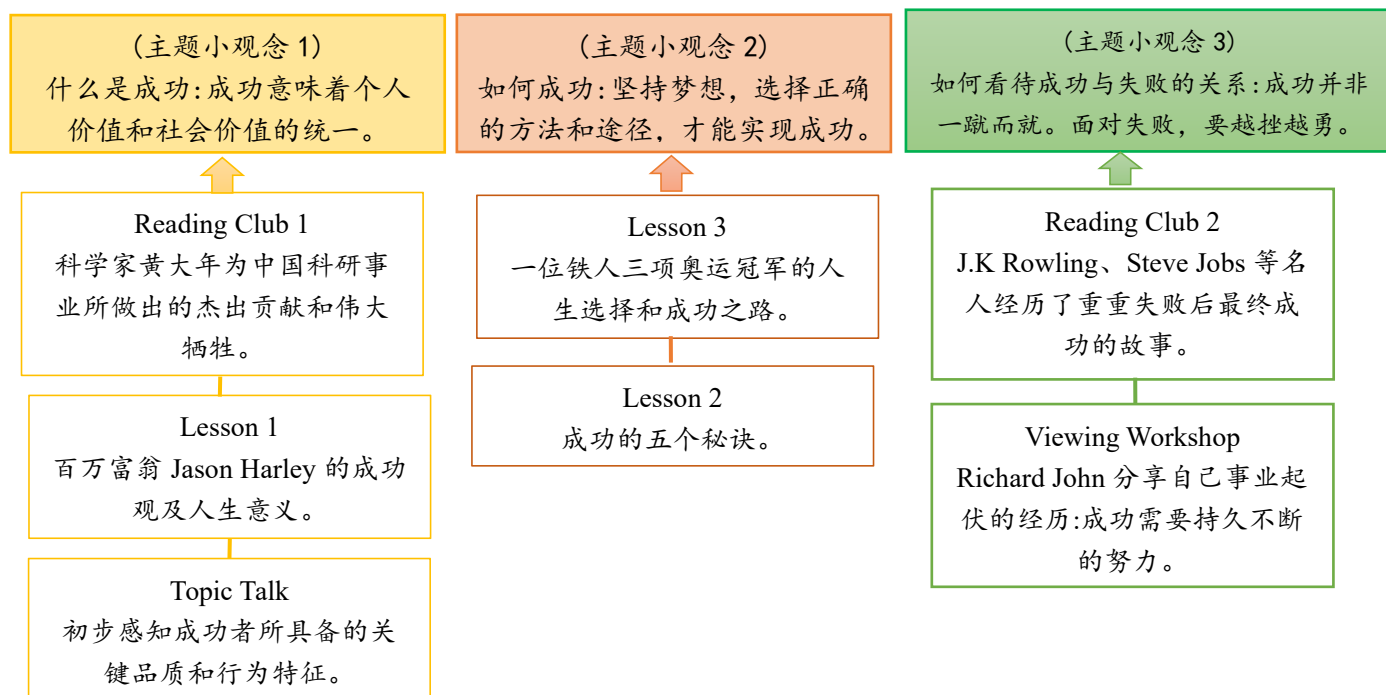 (主题小观念 1)
什么是成功:成功意味着个人
价值和社会价值的统一。
Reading Club 1
科学家黄大年为中国科研事
业所做出的杰出贡献和伟大
牺牲。
Lesson 1
百万富翁 Jason Harley 的成功
观及人生意义。
Topic Talk
初步感知成功者所具备的关
键品质和行为特征。
(主题小观念 2)
如何成功:坚持梦想，选择正确
的方法和途径，才能实现成功。
Lesson 3
一位铁人三项奥运冠军的人
生选择和成功之路。
Lesson 2
成功的五个秘诀。
(主题小观念 3)
如何看待成功与失败的关系:成功并非
一蹴而就。面对失败，要越挫越勇。
Reading Club 2
J.K Rowling、Steve Jobs 等名
人经历了重重失败后最终成
功的故事。
Viewing Workshop
Richard John 分享自己事业起
伏的经历:成功需要持久不断
的努力。